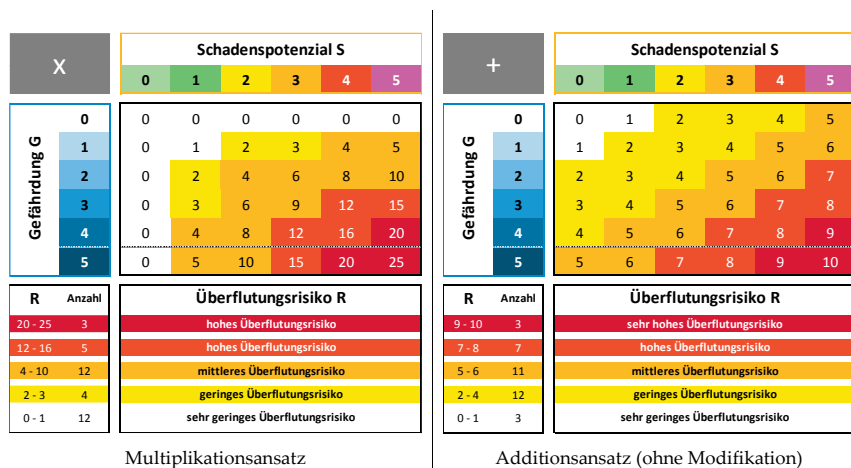 x
Schadenspotenzial S
0 1 2 3 4 5
Gefährdung G
0 0 0 0 0 0 0
1 0 1 2 3 4 5
2 0 2 4 6 8 10
3 0 3 6 9 12 15
4 0 4 8 12 16 20
5 0 5 10 15 20 25
R Anzahl Überflutungsrisiko R
20 - 25 3 hohes Überflutungsrisiko
12 - 16 5 hohes Überflutungsrisiko
4 - 10 12 mittleres Überflutungsrisiko
2 - 3 4 geringes Überflutungsrisiko
0 - 1 12 sehr geringes Überflutungsrisiko
Multiplikationsansatz
+
Schadenspotenzial S
0 1 2 3 4 5
Gefährdung G
0 0 1 2 3 4 5
1 1 2 3 4 5 6
2 2 3 4 5 6 7
3 3 4 5 6 7 8
4 4 5 6 7 8 9
5 5 6 7 8 9 10
R Anzahl Überflutungsrisiko R
9 - 10 3 sehr hohes Überflutungsrisiko
7 - 8 7 hohes Überflutungsrisiko
5 - 6 11 mittleres Überflutungsrisiko
2 - 4 12 geringes Überflutungsrisiko
0 - 1 3 sehr geringes Überflutungsrisiko
Additionsansatz (ohne Modifikation)